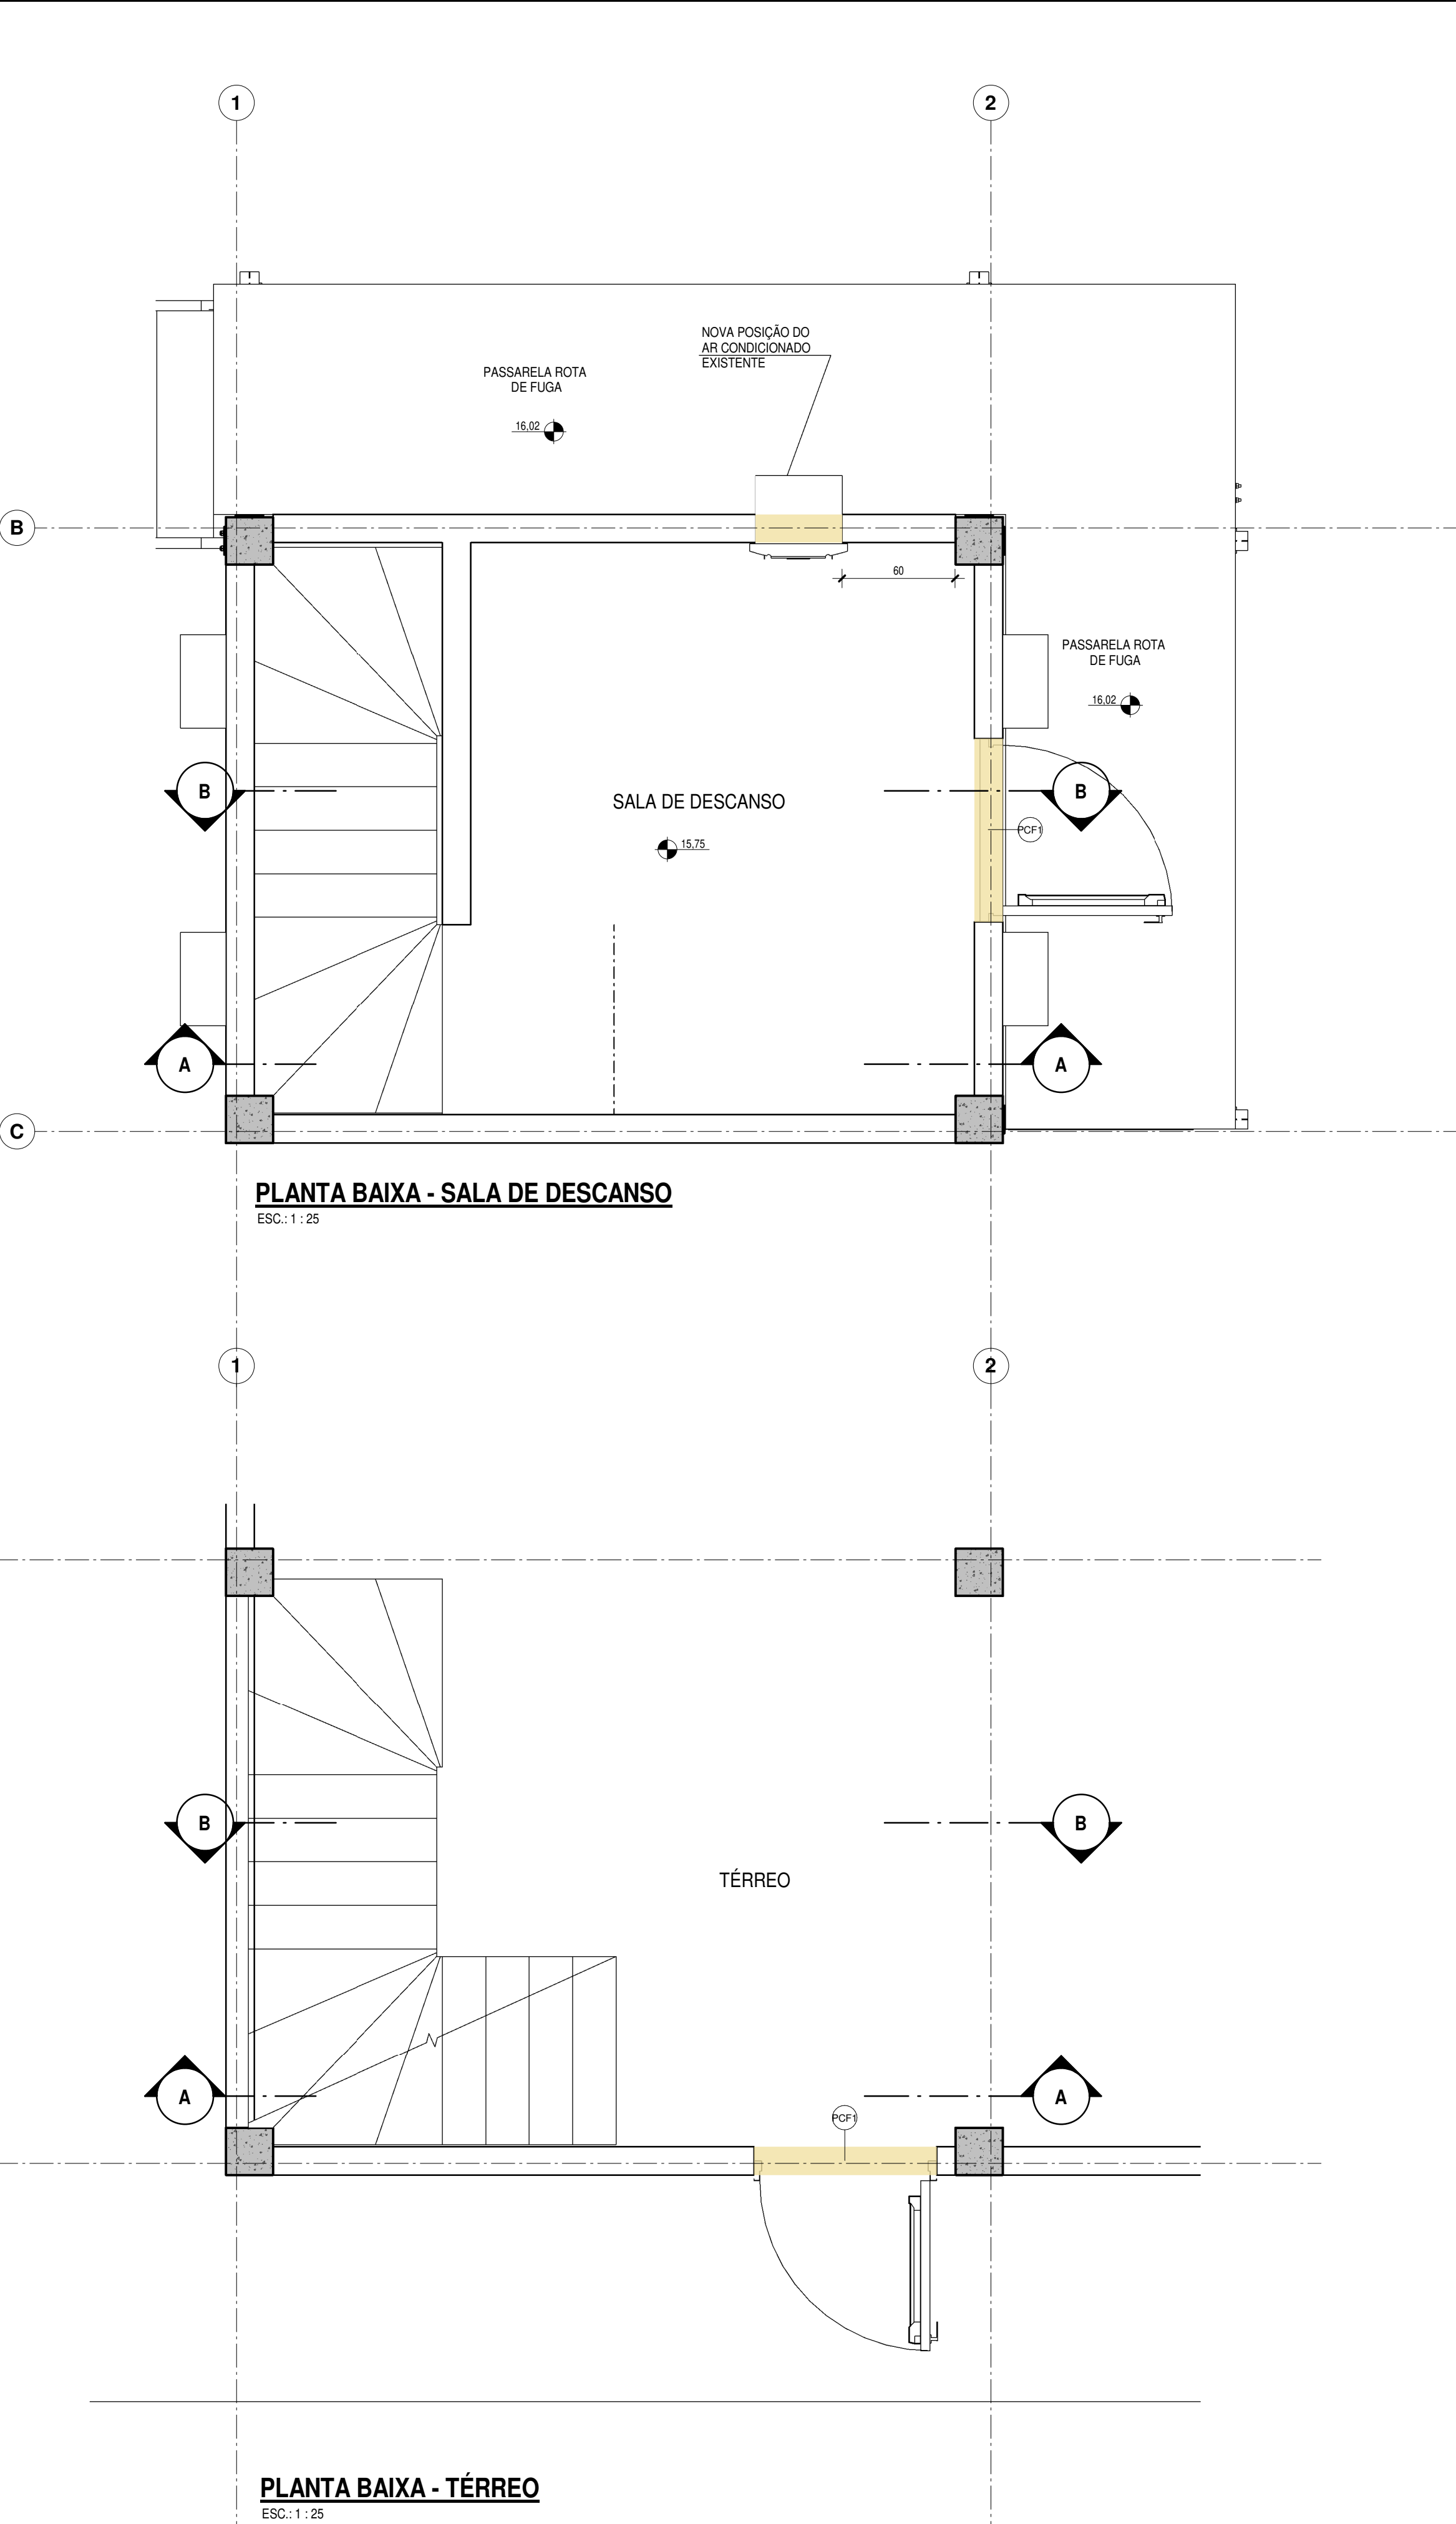 1
2
NOVA POSIÇÃO DO
AR CONDICIONADO
EXISTENTE
PASSARELA ROTA
DE FUGA
16,02
B
60
PASSARELA ROTA
DE FUGA
16,02
B
SALA DE DESCANSO
B
PCF1
15,75
A
A
C
PLANTA BAIXA - SALA DE DESCANSO
ESC.: 1 : 25
1
2
B
B
TÉRREO
A
A
PCF1
PLANTA BAIXA - TÉRREO
ESC.: 1 : 25